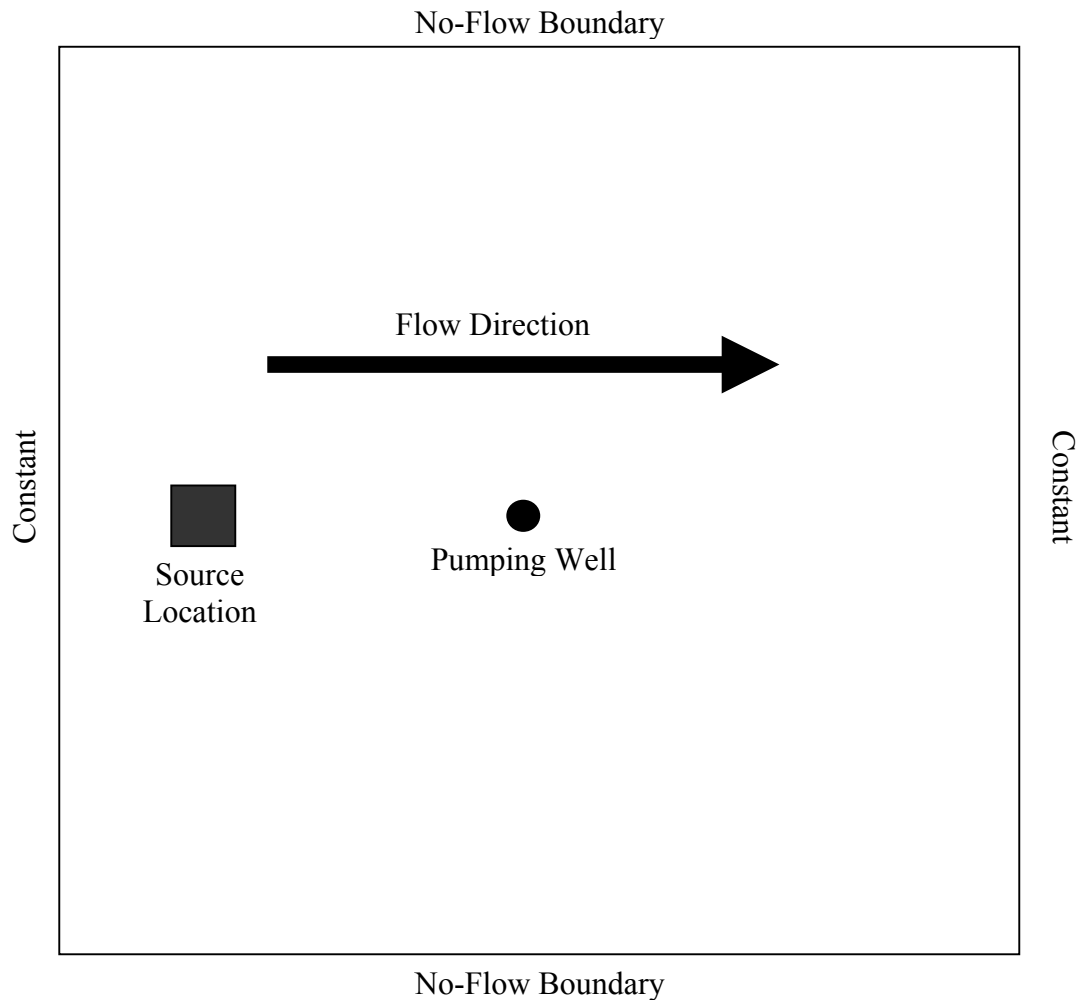 No-Flow Boundary
Flow Direction
Constant
Constant
Pumping Well
Source
Location
No-Flow Boundary